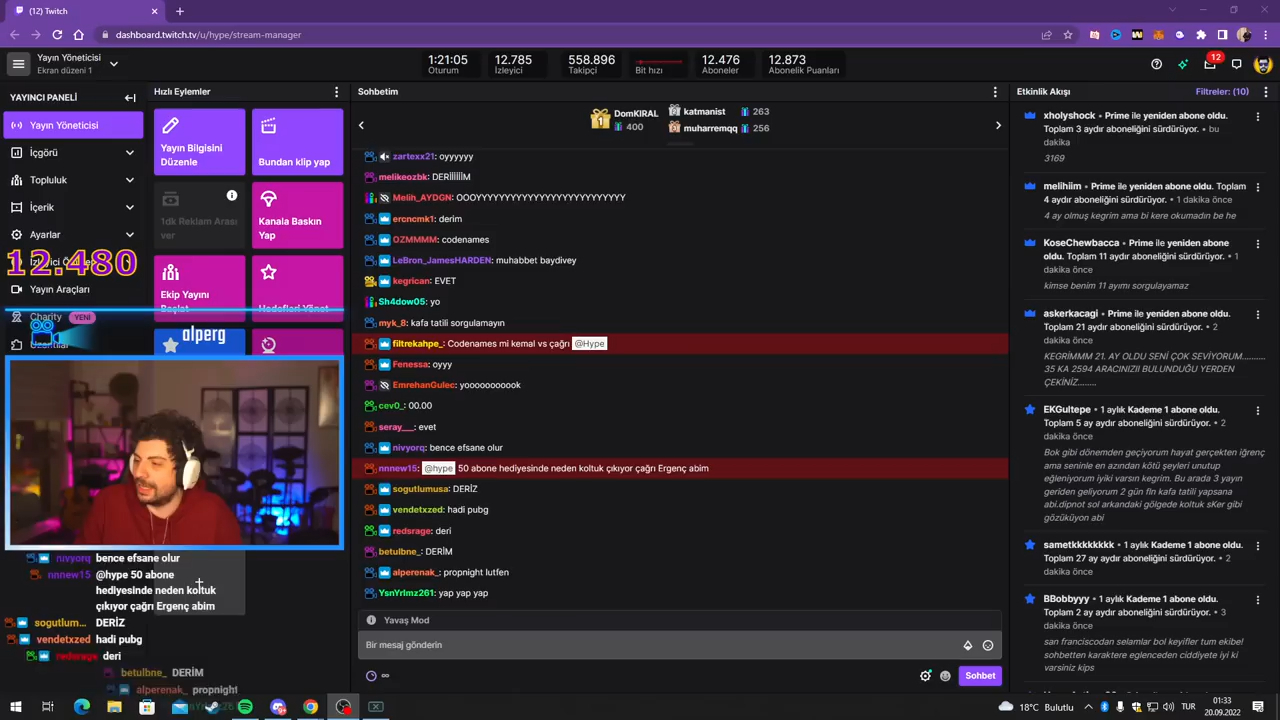 (12) Twitch
dashboard.twitch.tv/u/hype/stream-manager
Yayın Yöneticisi
Ekran düzeni 1
1:21:05
Oturum
12.785
İzleyici
558.896
Takipçi
Bit hızı
12.476
Aboneler
12.873
Abonelik Puanları
12
YAYINCI PANELİ
Yayın Yöneticisi
İçgörü
Topluluk
İçerik
Ayarlar
12.480
Yayın Araçları
Charity YENİ
alperg
Hızlı Eylemler
Yayın Bilgisini
Düzenle
Bundan klip yap
1dk Reklam Arası
ver
Kanala Baskın
Yap
Ekip Yayını
Başlat
Hedefleri Yönet
bence efsane olur
nivyorq
nnnew15 @hype 50 abone
hediyesinde neden koltuk
çıkıyor çağrı Ergenç abim
sogutlum... DERİZ
vendetxzed hadi pubg
redsrage deri
betulbne_ DERİM
alperenak_ propnight
Sohbetim
1 DomKIRAL
400
2 katmanist 263
3 muharremqq 256
zartexx21: oyyyyyy
melikeozbk: DERİİİİİİM
Melih_AYDGN: OOOYYYYYYYYYYYYYYYYYYYYYYYYY
ercncmk1: derim
OZMMMM: codenames
LeBron_JamesHARDEN: muhabbet baydivey
kegrican: EVET
Sh4dow05: yo
myk_8: kafa tatili sorgulamayın
filtrekahpe_: Codenames mi kemal vs çağrı @Hype
Fenessa: oyyy
EmrehanGulec: yooooooooook
cev0_: 00.00
seray___: evet
nivyorq: bence efsane olur
nnnew15: @hype 50 abone hediyesinde neden koltuk çıkıyor çağrı Ergenç abim
sogutlumusa: DERİZ
vendetxzed: hadi pubg
redsrage: deri
betulbne_: DERİM
alperenak_: propnight lutfen
YsnYrlmz261: yap yap yap
Yavaş Mod
Bir mesaj gönderin
Sohbet
Etkinlik Akışı
Filtreler: (10)
xholyshock • Prime ile yeniden abone oldu.
Toplam 3 aydır aboneliğini sürdürüyor. • bu
dakika
3169
melihiim • Prime ile yeniden abone oldu. Toplam
4 aydır aboneliğini sürdürüyor. • 1 dakika önce
4 ay olmuş kegrim ama bi kere okumadın be he
KoseChewbacca • Prime ile yeniden abone
oldu. Toplam 11 aydır aboneliğini sürdürüyor. • 1
dakika önce
kimse benim 11 ayımı sorgulayamaz
askerkacagi • Prime ile yeniden abone oldu.
Toplam 21 aydır aboneliğini sürdürüyor. • 2
dakika önce
KEGRİMMM 21. AY OLDU SENİ ÇOK SEVİYORUM..........
35 KA 2594 ARACINIZII BULUNDUĞU YERDEN
ÇEKİNİZ........
EKGultepe • 1 aylık Kademe 1 abone oldu.
Toplam 5 ay aboneliğini sürdürüyor. • 2
dakika önce
Bok gibi dönemden geçiyorum hayat gerçekten iğrenç
ama seninle en azından kötü şeyleri unutup
eğleniyorum iyiki varsın kegrim. Bu arada 3 yayın
geriden geliyorum 2 gün fln kafa tatili yapsana
abi.dipnot sol arkandaki gölgede koltuk sKer gibi
gözüküyon abi
sametkkkkkkkk • 1 aylık Kademe 1 abone oldu.
Toplam 27 ay aboneliğini sürdürüyor. • 2
dakika önce
BBobbyyy • 1 aylık Kademe 1 abone oldu.
Toplam 2 ay aboneliğini sürdürüyor. • 3
dakika önce
san franciscodan selamlar bol keyifler tum ekibe!
sohbetten karaktere eglenceden ciddiyete iyi ki
varsiniz kips
18°C Bulutlu
TUR
01:33
20.09.2022